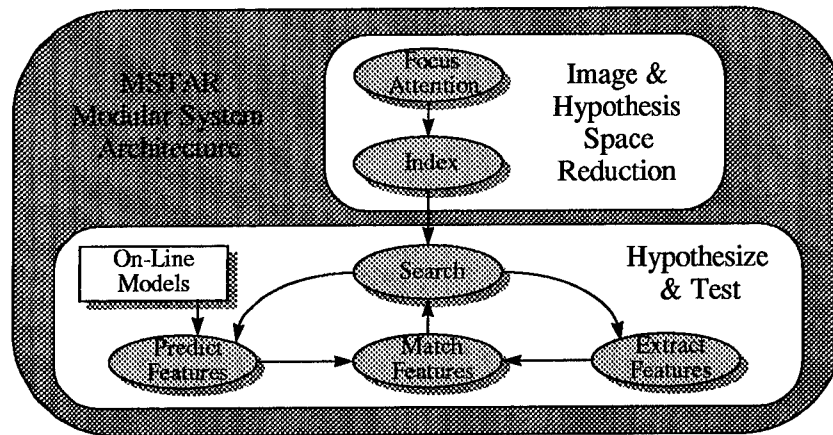 MSTAR
Modular System
Architecture
Focus
Attention
Index
Image &
Hypothesis
Space
Reduction
On-Line
Models
Search
Hypothesize
& Test
Predict
Features
Match
Features
Extract
Features